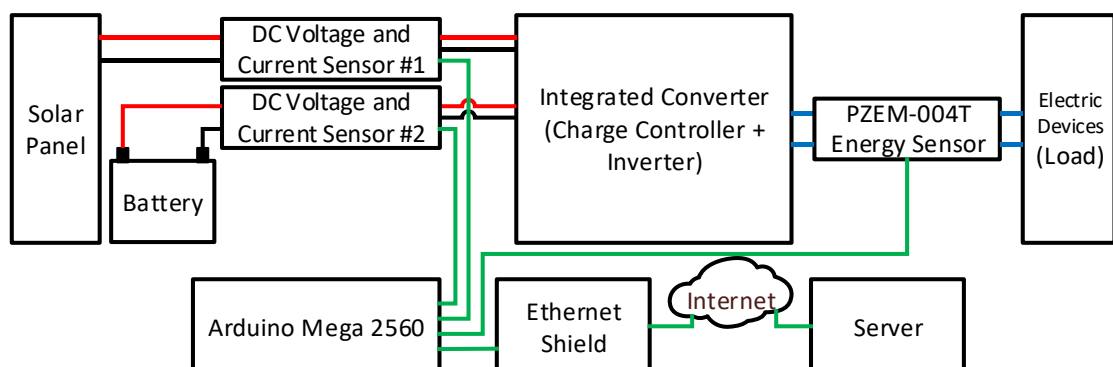 Solar
Panel
DC Voltage and
Current Sensor #1
DC Voltage and
Current Sensor #2
Battery
Integrated Converter
(Charge Controller +
Inverter)
PZEM-004T
Energy Sensor
Electric
Devices
(Load)
Arduino Mega 2560
Ethernet
Shield
Internet
Server